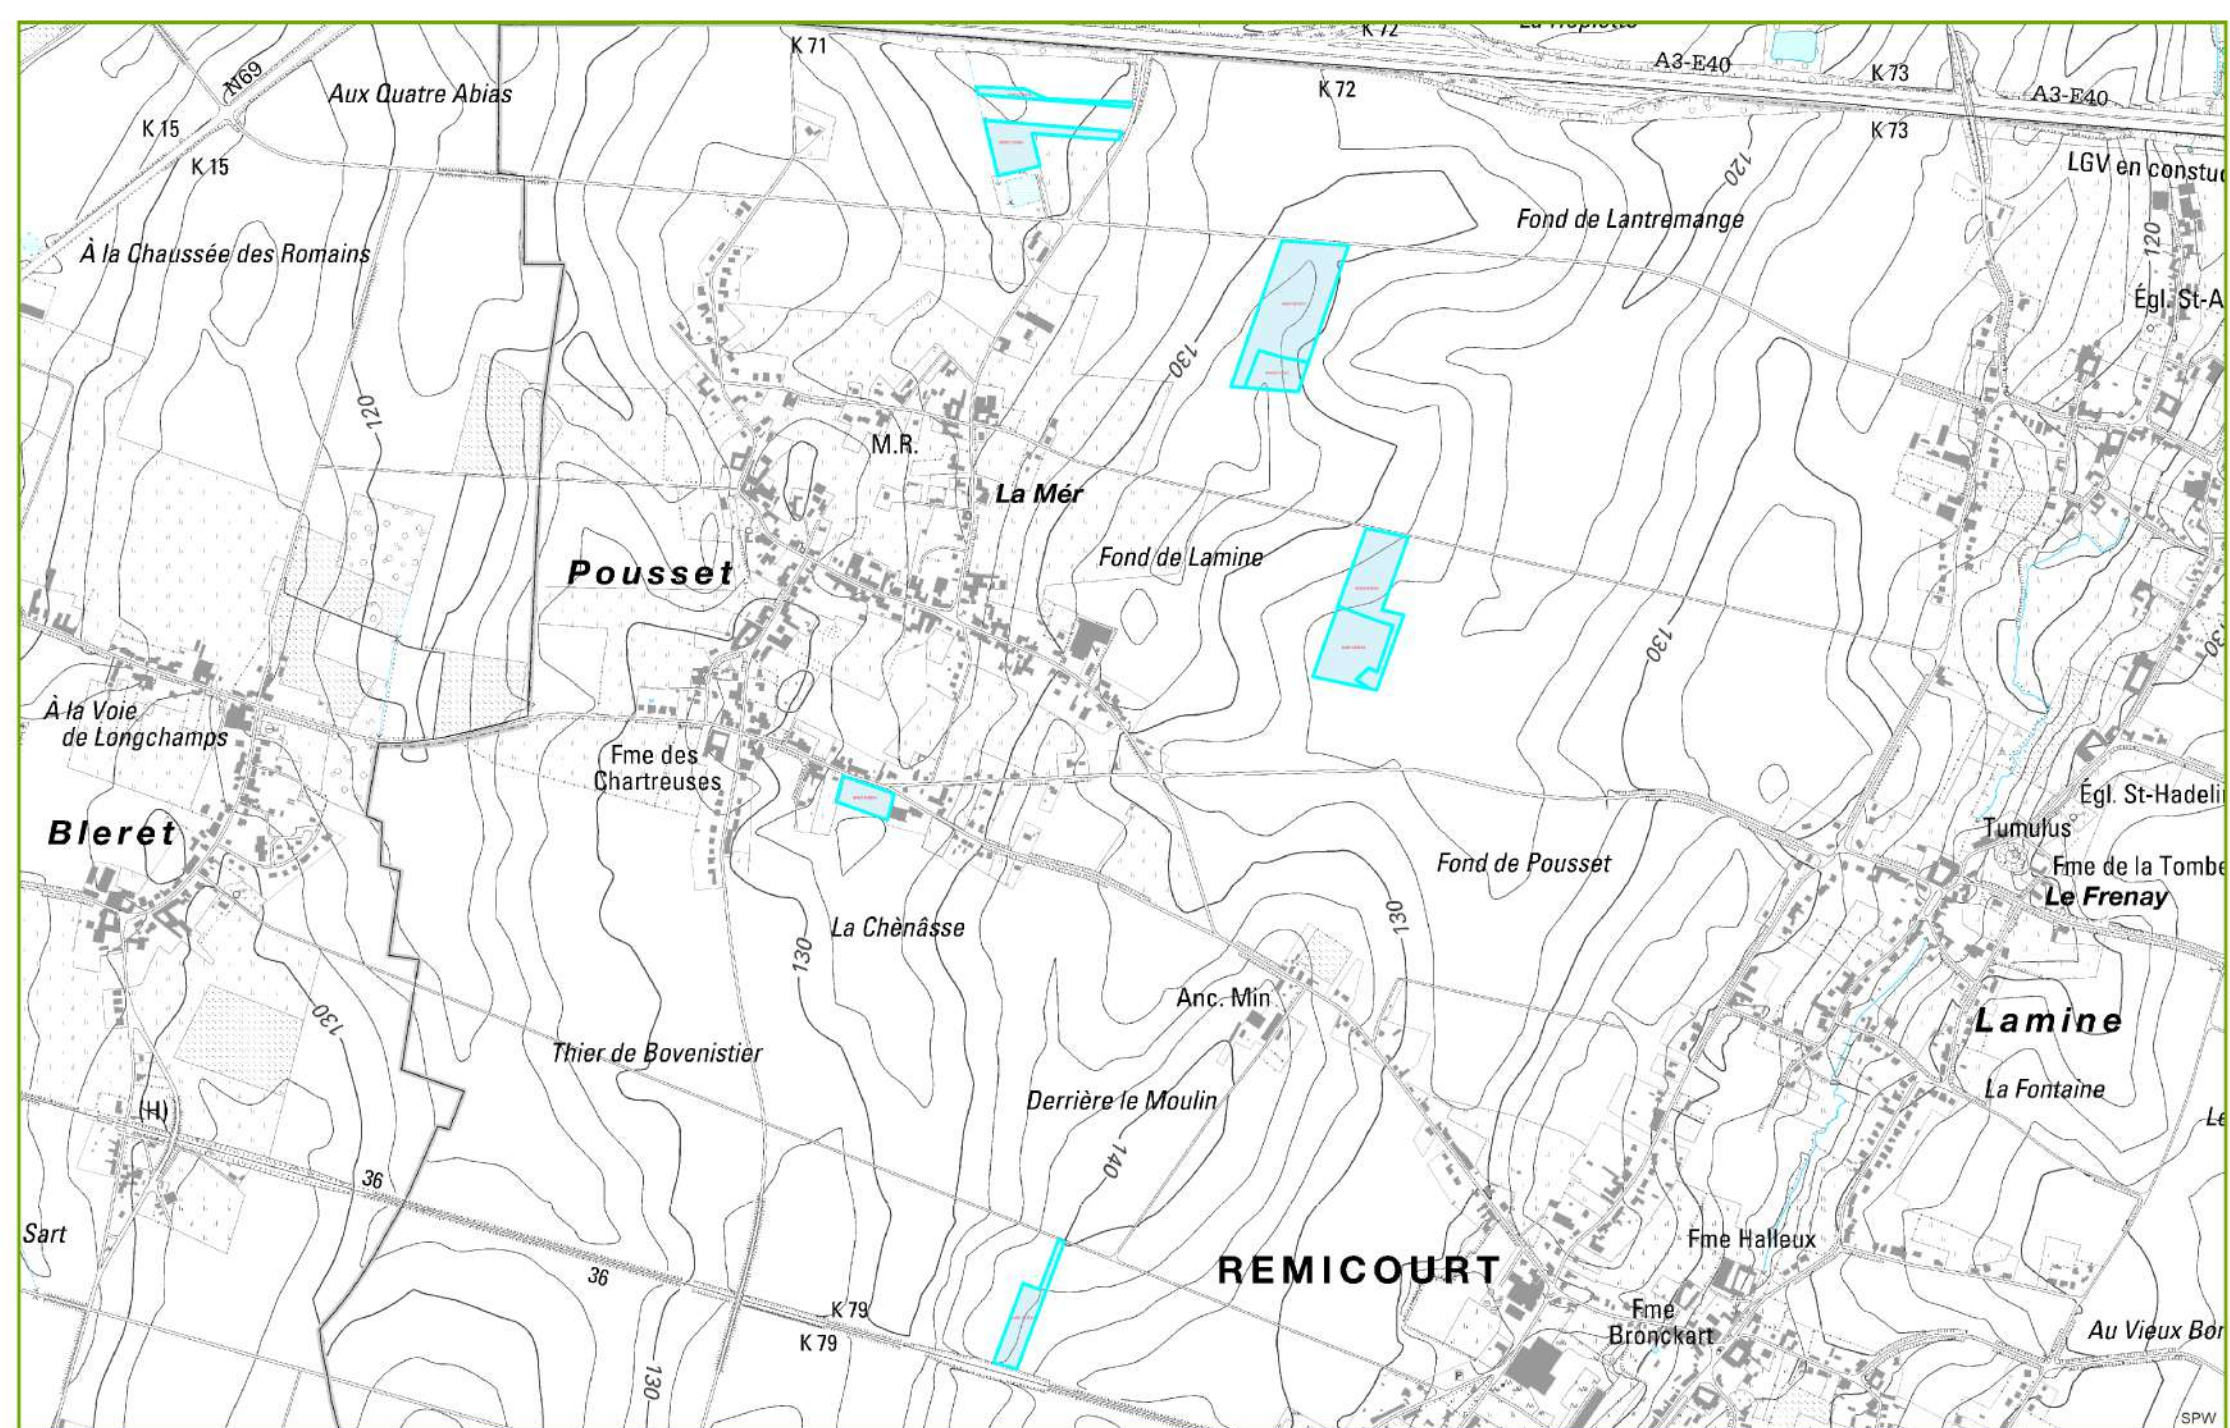 K 71
K 72
A3-E40
K 73
N69
Aux Quatre Abias
K 72
A3-E40
K 15
K 73
K 15
120
LGV en constu
À la Chaussée des Romains
Fond de Lantremange
120
Égl. St-A
130
120
M.R.
La Mér
Pousset
Fond de Lamine
130
À la Voie
de Longchamps
Fme des
Chartreuses
Bleret
Égl. St-Hadeli
Tumulus
Fond de Pousset
Fme de la Tombe
Le Frenay
130
La Chènâsse
130
Anc. Min
130
Lamine
Thier de Bovenistier
Derrière le Moulin
La Fontaine
(H)
Le
140
36
Sart
36
REMICOURT
Fme Halleux
K 79
K 79
Fme
Bronckart
Au Vieux Bor
130
P
SPW